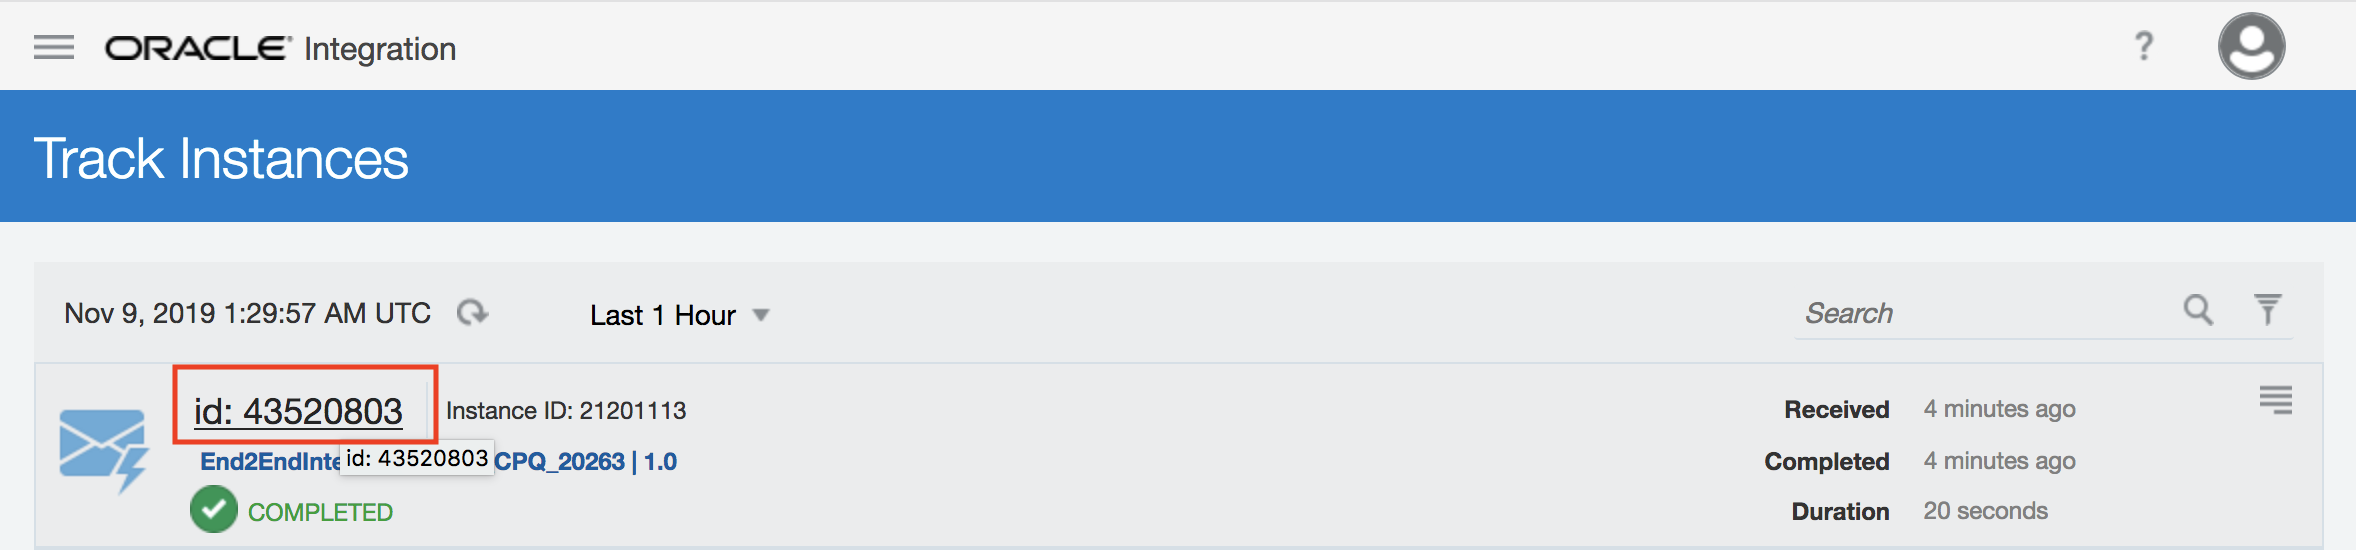 ORACLE Integration
?
Track Instances
Nov 9, 2019 1:29:57 AM UTC Last 1 Hour Search
id: 43520803 Instance ID: 21201113 Received 4 minutes ago
End2EndInte id: 43520803 CPQ_20263 | 1.0 Completed 4 minutes ago
COMPLETED Duration 20 seconds